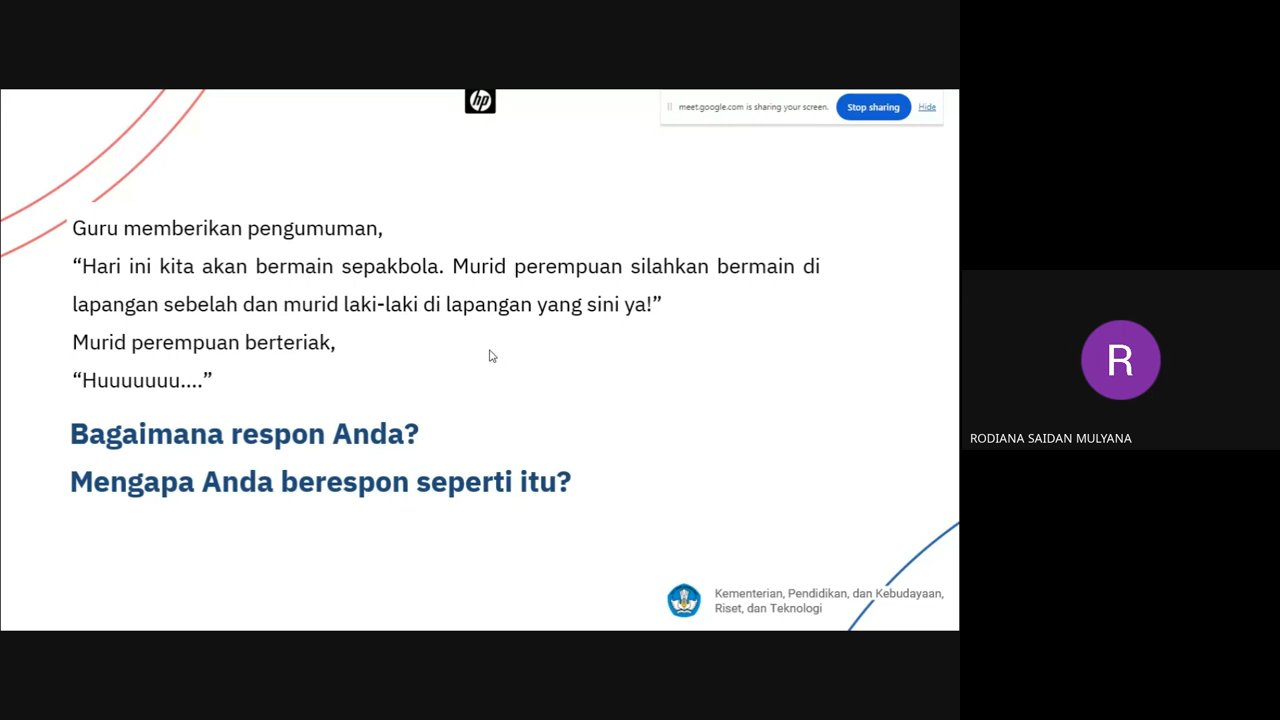 hp
meet.google.com is sharing your screen. Stop sharing Hide
Guru memberikan pengumuman,
“Hari ini kita akan bermain sepakbola. Murid perempuan silahkan bermain di
lapangan sebelah dan murid laki-laki di lapangan yang sini ya!”
Murid perempuan berteriak,
“Huuuuuuu....”
Bagaimana respon Anda?
Mengapa Anda berespon seperti itu?
Kementerian, Pendidikan, dan Kebudayaan,
Riset, dan Teknologi
R
RODIANA SAIDAN MULYANA